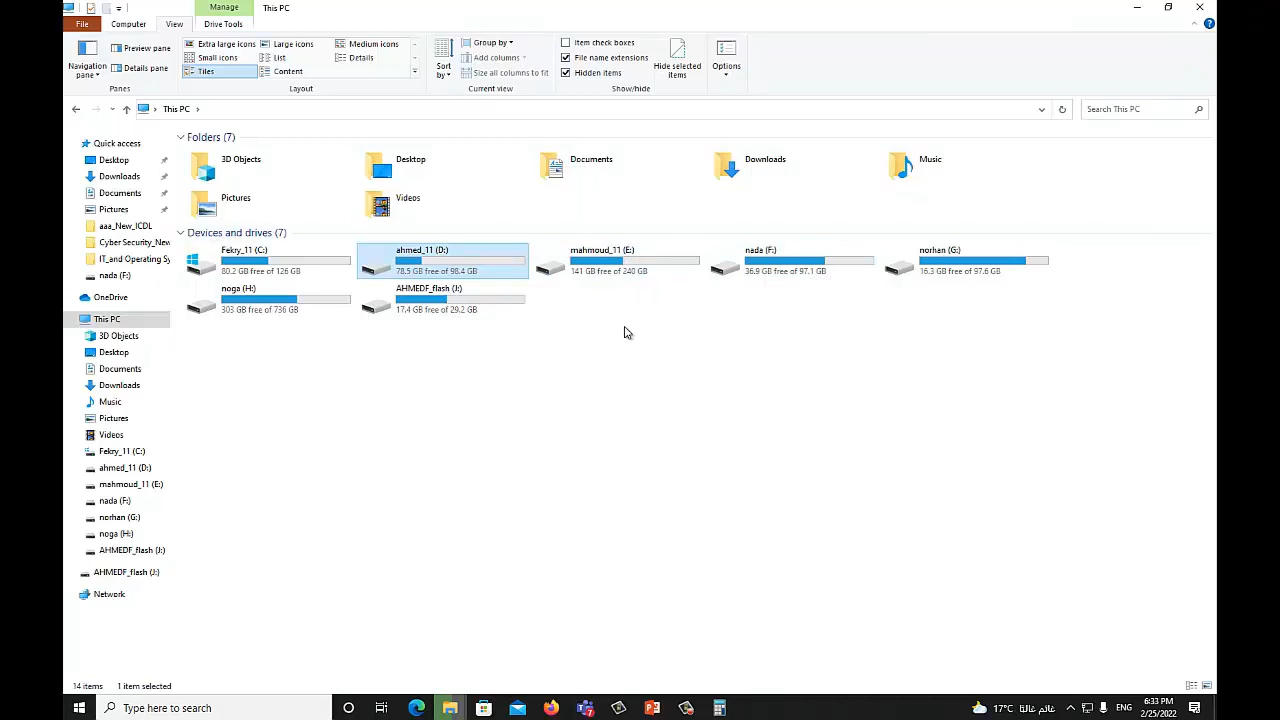 Manage
This PC
File
Computer
View
Drive Tools
Navigation pane
Preview pane
Details pane
Panes
Extra large icons
Large icons
Medium icons
Small icons
List
Details
Tiles
Content
Layout
Sort by
Group by
Add columns
Size all columns to fit
Current view
Item check boxes
File name extensions
Hidden items
Hide selected items
Show/hide
Options
This PC
Search This PC
Quick access
Desktop
Downloads
Documents
Pictures
aaa_New_ICDL
Cyber Security_New
IT_and Operating Sy
nada (F:)
OneDrive
This PC
3D Objects
Desktop
Documents
Downloads
Music
Pictures
Videos
Fekry_11 (C:)
ahmed_11 (D:)
mahmoud_11 (E:)
nada (F:)
norhan (G:)
noga (H:)
AHMEDF_flash (J:)
AHMEDF_flash (J:)
Network
Folders (7)
3D Objects
Desktop
Documents
Downloads
Music
Pictures
Videos
Devices and drives (7)
Fekry_11 (C:)
80.2 GB free of 126 GB
ahmed_11 (D:)
78.5 GB free of 98.4 GB
mahmoud_11 (E:)
141 GB free of 240 GB
nada (F:)
36.9 GB free of 97.1 GB
norhan (G:)
16.3 GB free of 97.6 GB
noga (H:)
303 GB free of 736 GB
AHMEDF_flash (J:)
17.4 GB free of 29.2 GB
14 items
1 item selected
Type here to search
17°C غائم غالبًا
6:33 PM
2/25/2022